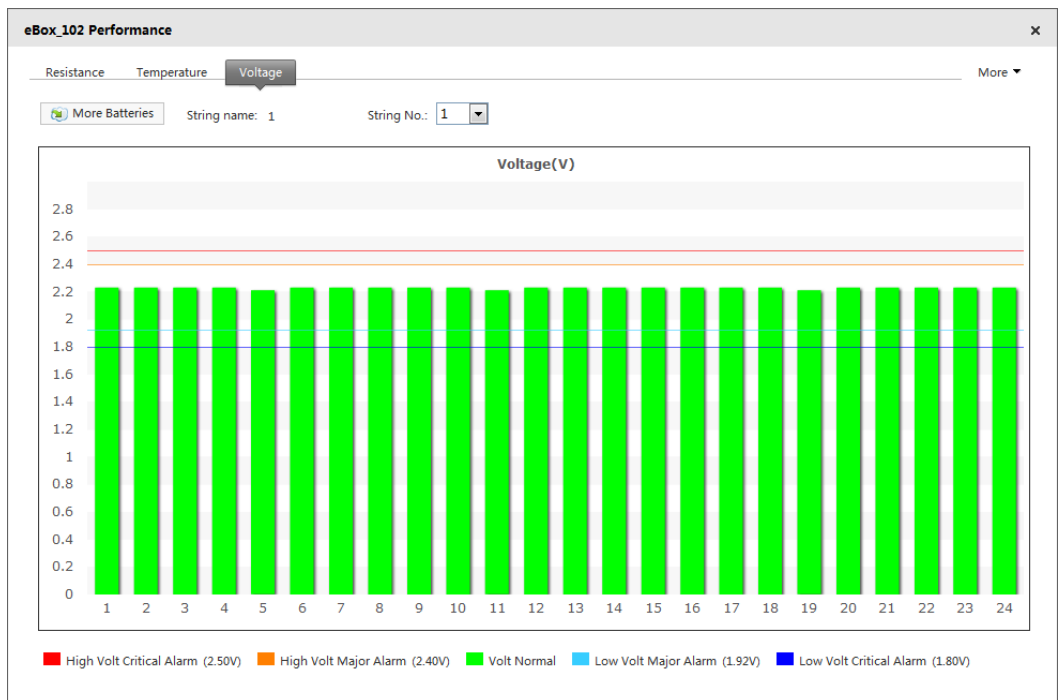 eBox_102 Performance ×
Resistance Temperature Voltage More
More Batteries String name: 1 String No.: 1
Voltage(V)
2.8
2.6
2.4
2.2
2
1.8
1.6
1.4
1.2
1
0.8
0.6
0.4
0.2
0
1 2 3 4 5 6 7 8 9 10 11 12 13 14 15 16 17 18 19 20 21 22 23 24
High Volt Critical Alarm (2.50V) High Volt Major Alarm (2.40V) Volt Normal Low Volt Major Alarm (1.92V) Low Volt Critical Alarm (1.80V)